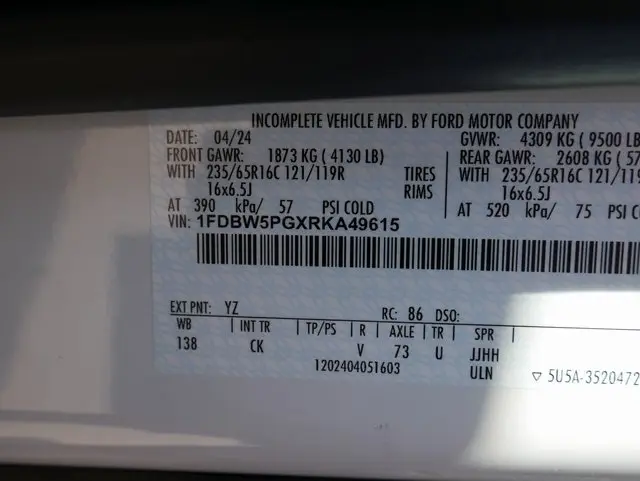 INCOMPLETE VEHICLE MFD. BY FORD MOTOR COMPANY
DATE: 04/24 GVWR: 4309 KG ( 9500 LB
FRONT GAWR: 1873 KG ( 4130 LB) REAR GAWR: 2608 KG ( 57
WITH 235/65R16C 121/119R TIRES WITH 235/65R16C 121/119
16x6.5J RIMS 16x6.5J
AT 390 kPa/ 57 PSI COLD AT 520 kPa/ 75 PSI COLD
VIN: 1FDBW5PGXRKA49615
EXT PNT: YZ RC: 86 DSO:
WB | INT TR | TP/PS | R | AXLE | TR | SPR
138 CK V 73 U JJHH
1202404051603 ULN ▽ 5U5A-3520472